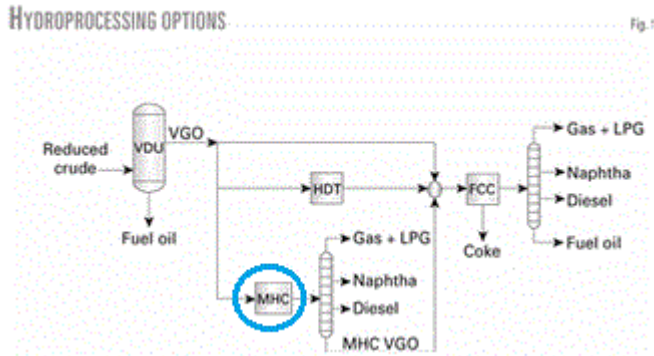 HYDROPROCESSING OPTIONS
Fig. 1
VDU
VGO
Reduced
crude
Fuel oil
HDT
FCC
Coke
Gas + LPG
Naphtha
Diesel
Fuel oil
MHC
Gas + LPG
Naphtha
Diesel
MHC VGO